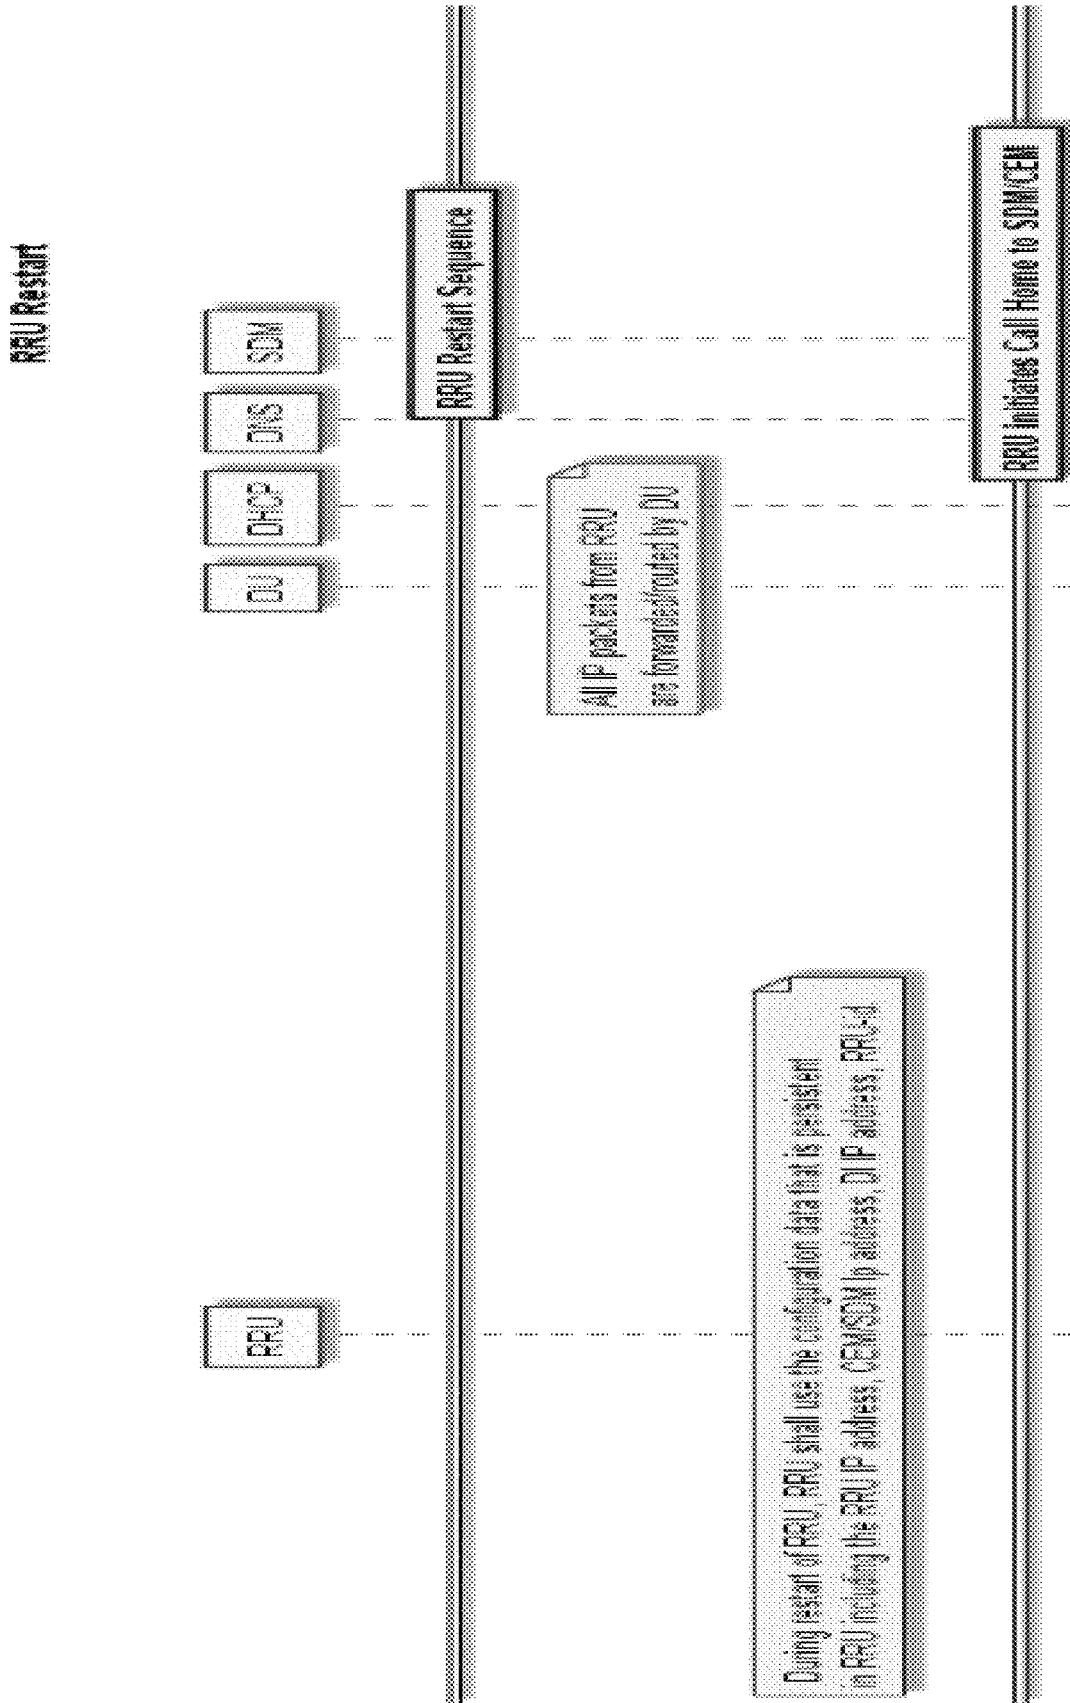 RRU Restart
RRU
DU
DHCP
DNS
SDM
RRU Restart Sequence
All IP packets from RRU
are forwarded/routed by DU
During restart of RRU, RRU shall use the configuration data that is persistent
in RRU including the RRU IP address, CEM/SDM Ip address, DU IP address, RRU-id
RRU Initiates Call Home to SDM/CEM